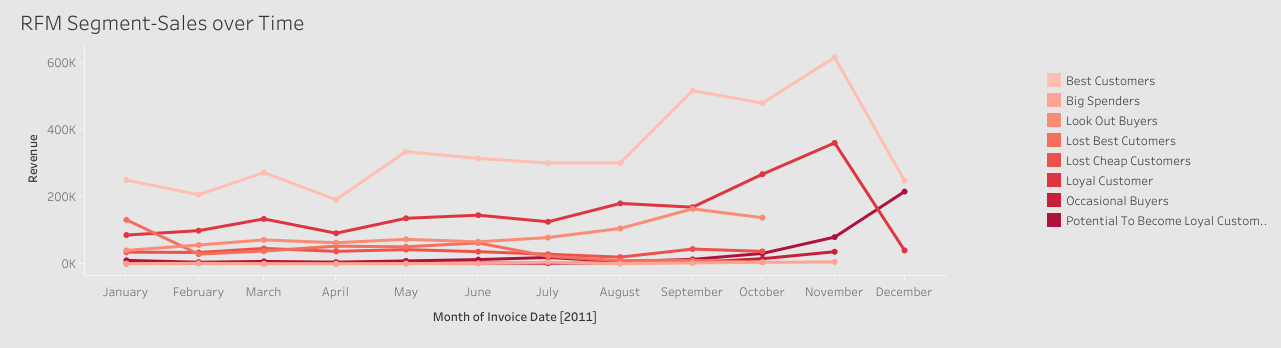 RFM Segment-Sales over Time
600K
400K
200K
0K
Revenue
January February March April May June July August September October November December
Month of Invoice Date [2011]
Best Customers
Big Spenders
Look Out Buyers
Lost Best Cutomers
Lost Cheap Customers
Loyal Customer
Occasional Buyers
Potential To Become Loyal Custom..